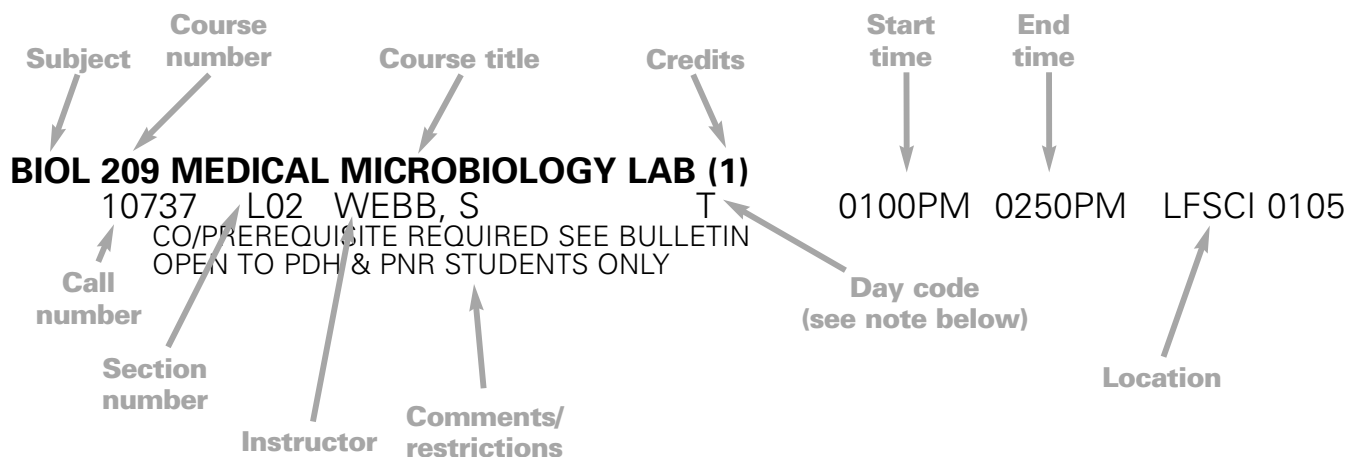 Course
number
Subject
Course title
Credits
Start
time
End
time
BIOL 209 MEDICAL MICROBIOLOGY LAB (1)
10737 L02 WEBB, S T 0100PM 0250PM LFSCI 0105
CO/PREREQUISITE REQUIRED SEE BULLETIN
OPEN TO PDH & PNR STUDENTS ONLY
Call
number
Day code
(see note below)
Section
number
Location
Instructor
Comments/
restrictions